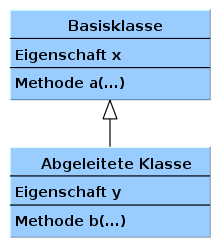 Basisklasse
Eigenschaft x
Methode a(...)
Abgeleitete Klasse
Eigenschaft y
Methode b(...)